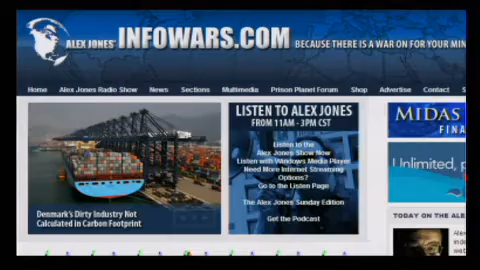 ALEX JONES' INFOWARS.COM BECAUSE THERE IS A WAR ON FOR YOUR MIN
Home Alex Jones Radio Show News Sections Multimedia Prison Planet Forum Shop Advertise Contact S
LISTEN TO ALEX JONES
FROM 11AM - 3PM CST
Listen to the
Alex Jones Show Now
Listen with Windows Media Player
Need More Internet Streaming
Options?
Go to the Listen Page
The Alex Jones Sunday Edition
Get the Podcast
Denmark's Dirty Industry Not
Calculated in Carbon Footprint
MIDAS
FINA
Unlimited, p
TODAY ON THE ALE
Alex